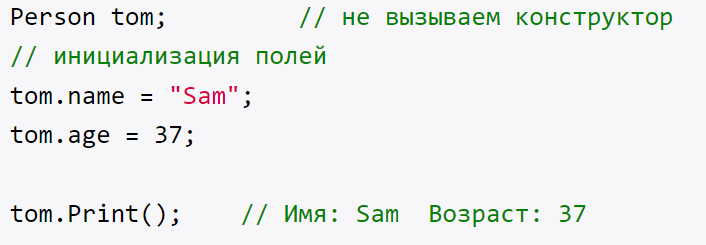 Person tom;         // не вызываем конструктор
// инициализация полей
tom.name = "Sam";
tom.age = 37;
tom.Print();    // Имя: Sam  Возраст: 37